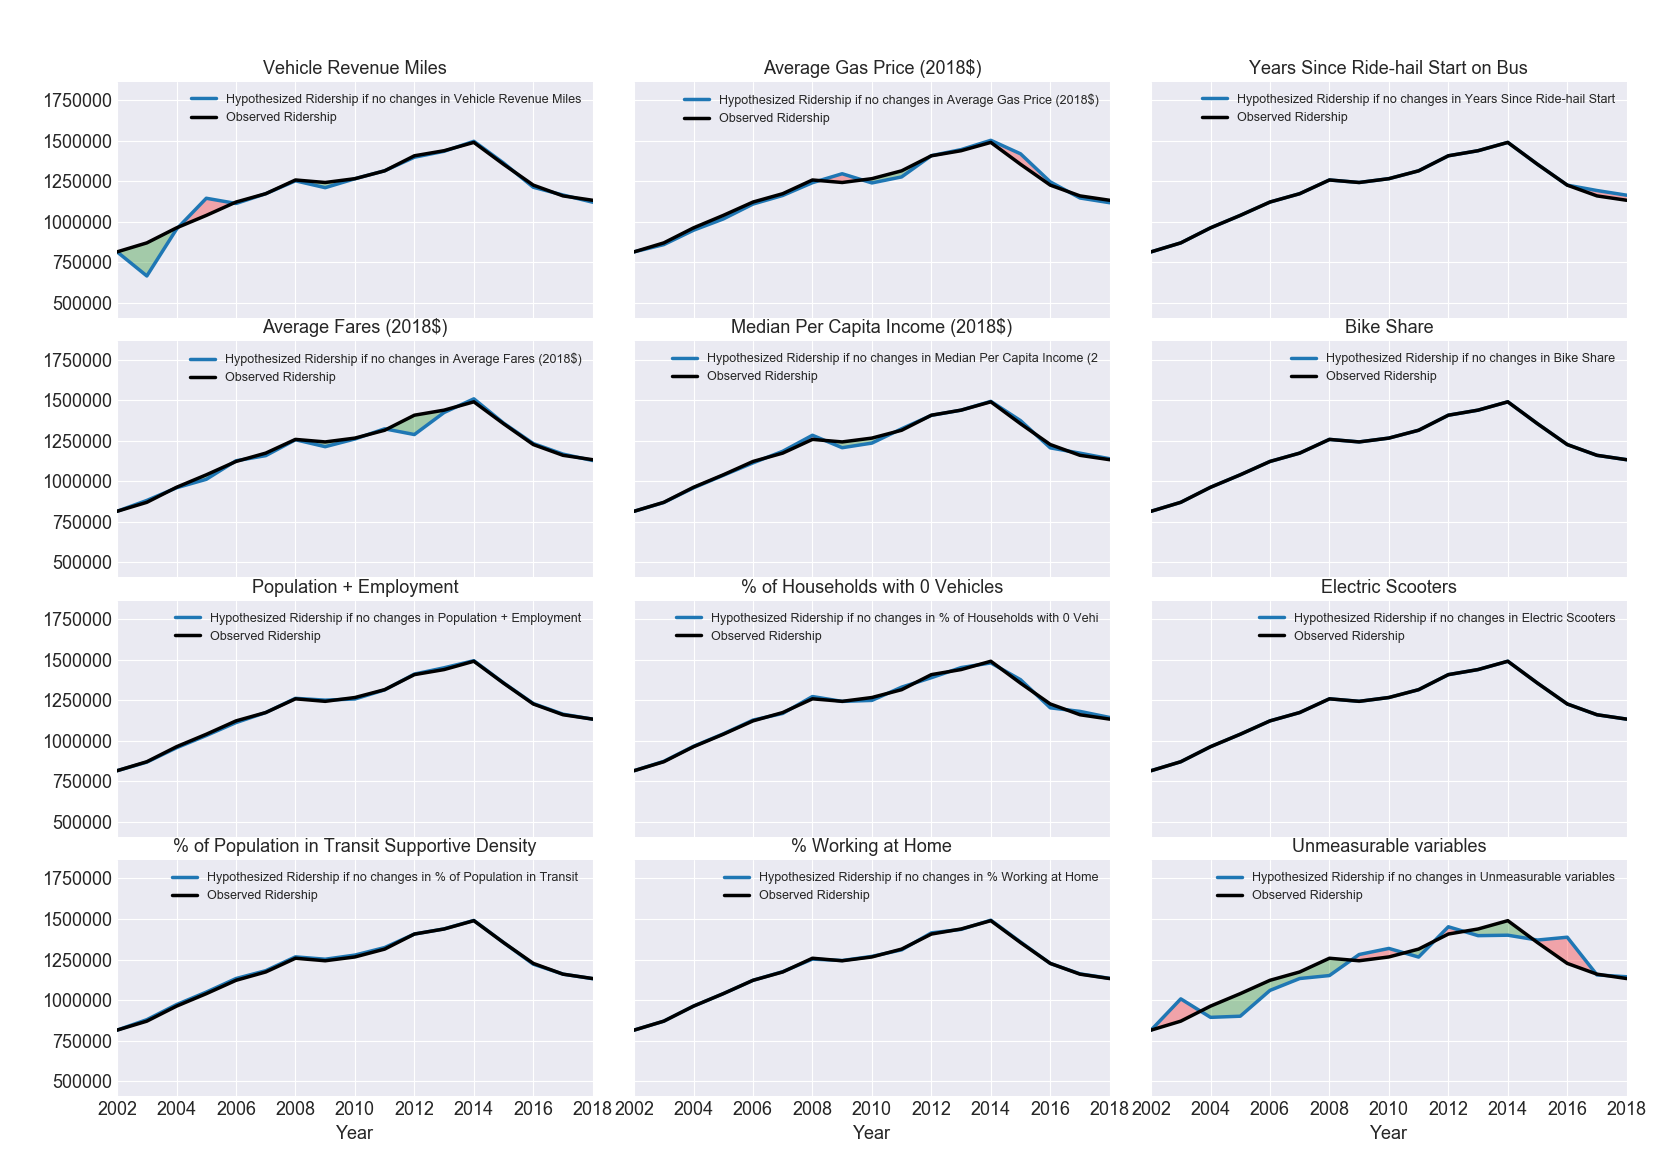 Vehicle Revenue Miles
Hypothesized Ridership if no changes in Vehicle Revenue Miles
Observed Ridership
1750000
1500000
1250000
1000000
750000
500000
Average Gas Price (2018$)
Hypothesized Ridership if no changes in Average Gas Price (2018$)
Observed Ridership
Years Since Ride-hail Start on Bus
Hypothesized Ridership if no changes in Years Since Ride-hail Start
Observed Ridership
Average Fares (2018$)
Hypothesized Ridership if no changes in Average Fares (2018$)
Observed Ridership
1750000
1500000
1250000
1000000
750000
500000
Median Per Capita Income (2018$)
Hypothesized Ridership if no changes in Median Per Capita Income (2
Observed Ridership
Bike Share
Hypothesized Ridership if no changes in Bike Share
Observed Ridership
Population + Employment
Hypothesized Ridership if no changes in Population + Employment
Observed Ridership
1750000
1500000
1250000
1000000
750000
500000
% of Households with 0 Vehicles
Hypothesized Ridership if no changes in % of Households with 0 Vehi
Observed Ridership
Electric Scooters
Hypothesized Ridership if no changes in Electric Scooters
Observed Ridership
% of Population in Transit Supportive Density
Hypothesized Ridership if no changes in % of Population in Transit
Observed Ridership
1750000
1500000
1250000
1000000
750000
500000
2002 2004 2006 2008 2010 2012 2014 2016 2018
Year
% Working at Home
Hypothesized Ridership if no changes in % Working at Home
Observed Ridership
2002 2004 2006 2008 2010 2012 2014 2016 2018
Year
Unmeasurable variables
Hypothesized Ridership if no changes in Unmeasurable variables
Observed Ridership
2002 2004 2006 2008 2010 2012 2014 2016 2018
Year